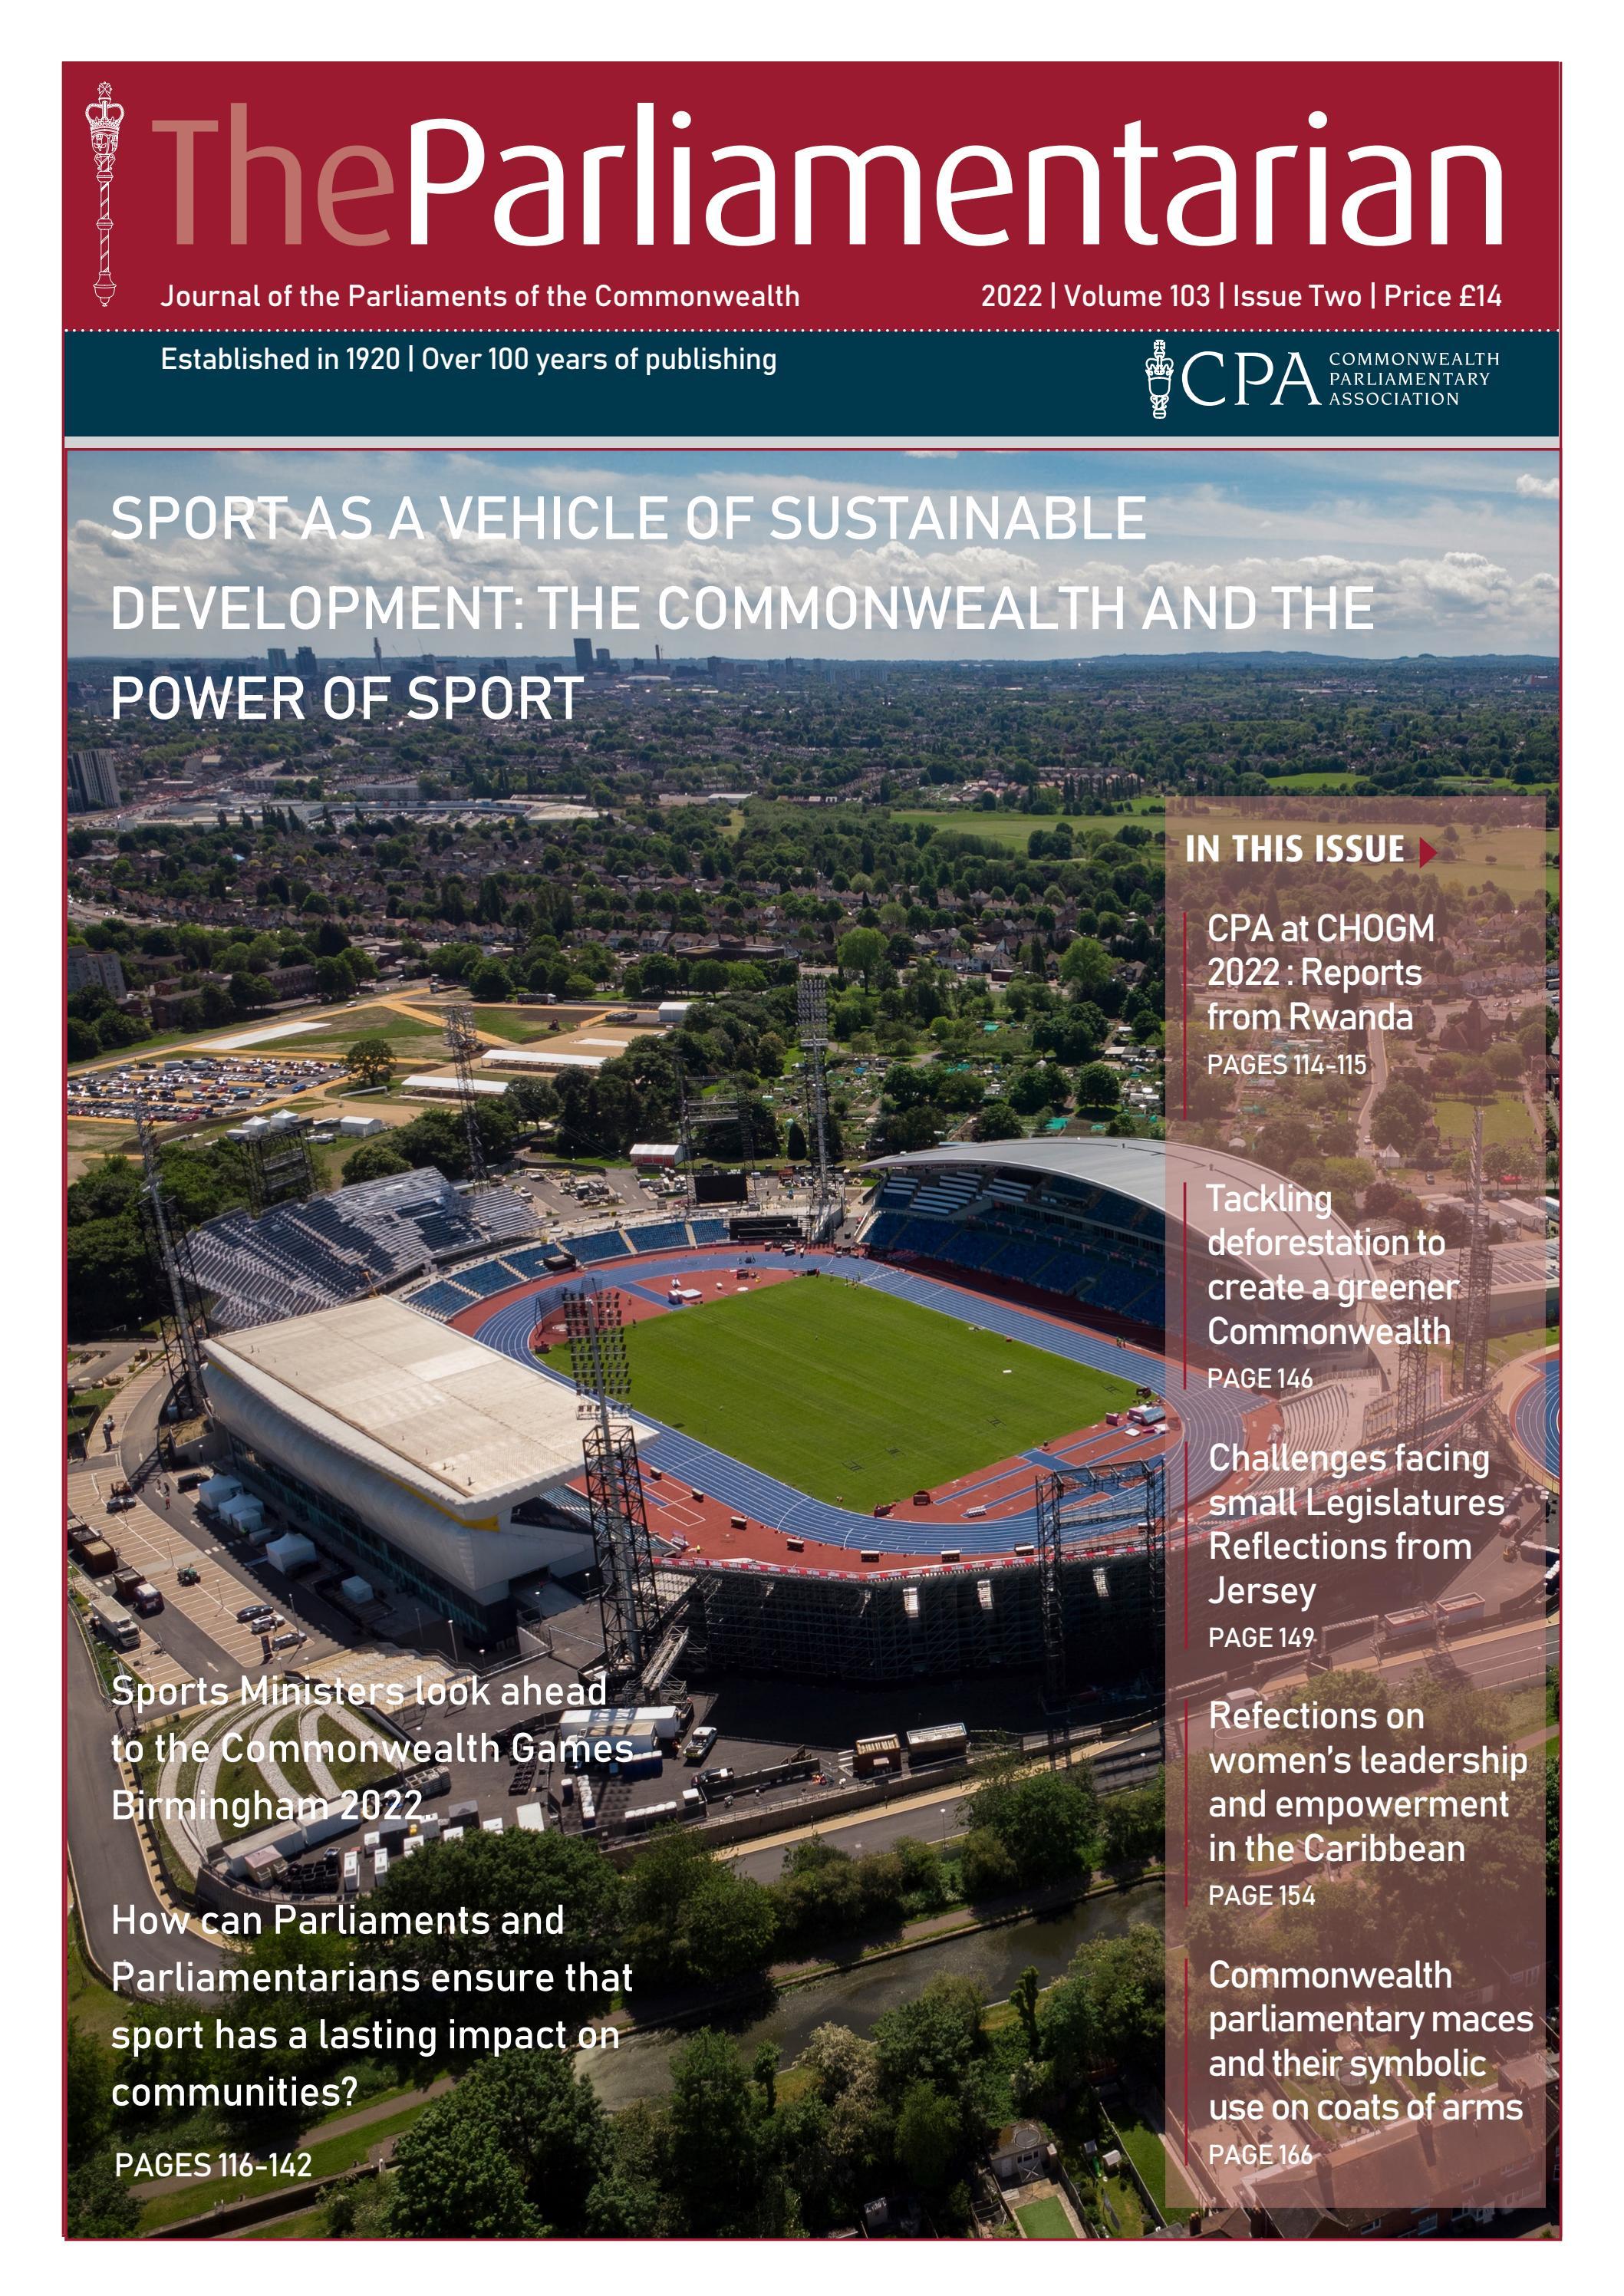 TheParliamentarian
Journal of the Parliaments of the Commonwealth
2022 | Volume 103 | Issue Two | Price £14
Established in 1920 | Over 100 years of publishing
CPA
COMMONWEALTH
PARLIAMENTARY
ASSOCIATION
SPORT AS A VEHICLE OF SUSTAINABLE
DEVELOPMENT: THE COMMONWEALTH AND THE
POWER OF SPORT
IN THIS ISSUE
CPA at CHOGM
2022 : Reports
from Rwanda
PAGES 114-115
Tackling
deforestation to
create a greener
Commonwealth
PAGE 146
Challenges facing
small Legislatures
Reflections from
Jersey
PAGE 149
Refections on
women's leadership
and empowerment
in the Caribbean
PAGE 154
Commonwealth
parliamentary maces
and their symbolic
use on coats of arms
PAGE 166
Sports Ministers look ahead
to the Commonwealth Games
Birmingham 2022.
How can Parliaments and
Parliamentarians ensure that
sport has a lasting impact on
communities?
PAGES 116-142